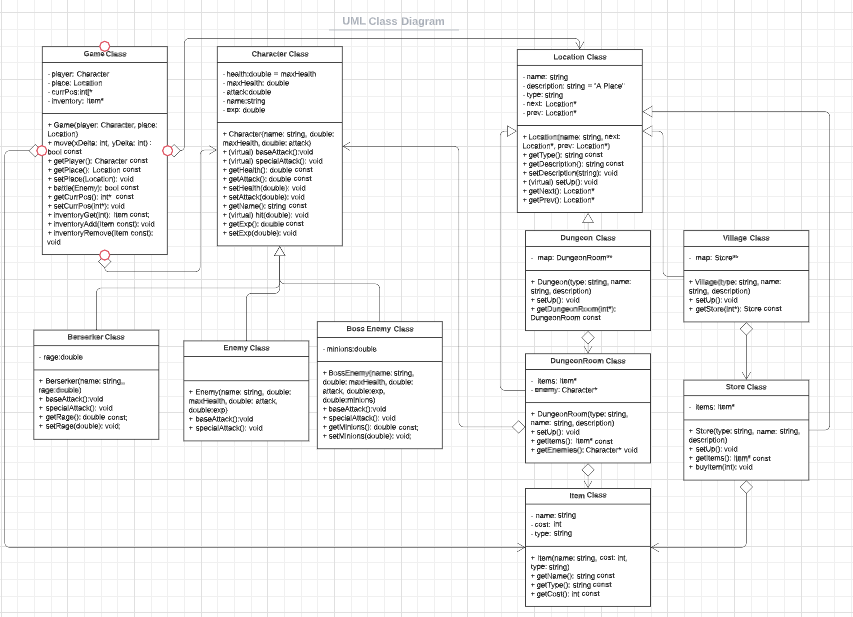 UML Class Diagram
Game Class
- player: Character
- place: Location
- currPos:int*
- inventory: Item*
+ Game(player: Character, place:
Location)
+ move(xDelta: int, yDelta: int) :
bool const
+ getPlayer(): Character const
+ getPlace(): Location const
+ setPlace(Location): void
+ battle(Enemy): bool const
+ getCurrPos(): int* const
+ setCurrPos(int*): void
+ inventoryGet(int): Item const;
+ inventoryAdd(Item const): void
+ inventoryRemove(Item const):
void
Character Class
- health:double = maxHealth
- maxHealth: double
- attack:double
- name:string
- exp: double
+ Character(name: string, double:
maxHealth, double: attack)
+ (virtual) baseAttack():void
+ (virtual) specialAttack(): void
+ getHealth(): double const
+ getAttack(): double const
+ setHealth(double): void
+ setAttack(double): void
+ getName(): string const
+ (virtual) hit(double): void
+ getExp(): double const
+ setExp(double): void
Location Class
- name: string
- description: string = "A Place"
- type: string
- next: Location*
- prev: Location*
+ Location(name: string, next:
Location*, prev: Location*)
+ getType(): string const
+ getDescription(): string const
+ setDescription(string): void
+ (virtual) setUp(): void
+ getNext(): Location*
+ getPrev(): Location*
Dungeon Class
- map: DungeonRoom**
+ Dungeon(type: string, name:
string, description)
+ setUp(): void
+ getDungeonRoom(int*):
DungeonRoom const
Village Class
- map: Store**
+ Village(type: string, name:
string, description)
+ setUp(): void
+ getStore(int*): Store const
Berserker Class
- rage:double
+ Berserker(name: string,,
rage:double)
+ baseAttack():void
+ specialAttack(): void
+ getRage(): double const;
+ setRage(double): void;
Enemy Class
+ Enemy(name: string, double:
maxHealth, double: attack,
double:exp)
+ baseAttack():void
+ specialAttack(): void
Boss Enemy Class
- minions:double
+ BossEnemy(name: string,
double: maxHealth, double:
attack, double:exp,
double:minions)
+ baseAttack():void
+ specialAttack(): void
+ getMinions(): double const;
+ setMinions(double): void;
DungeonRoom Class
- items: Item*
- enemy: Character*
+ DungeonRoom(type: string,
name: string, description)
+ setUp(): void
+ getItems(): Item* const
+ getEnemies(): Character* void
Store Class
- items: Item*
+ Store(type: string, name: string,
description)
+ setUp(): void
+ getItems(): Item* const
+ buyItem(int): void
Item Class
- name: string
- cost: int
- type: string
+ Item(name: string, cost: int,
type: string)
+ getName(): string const
+ getType(): string const
+ getCost(): int const